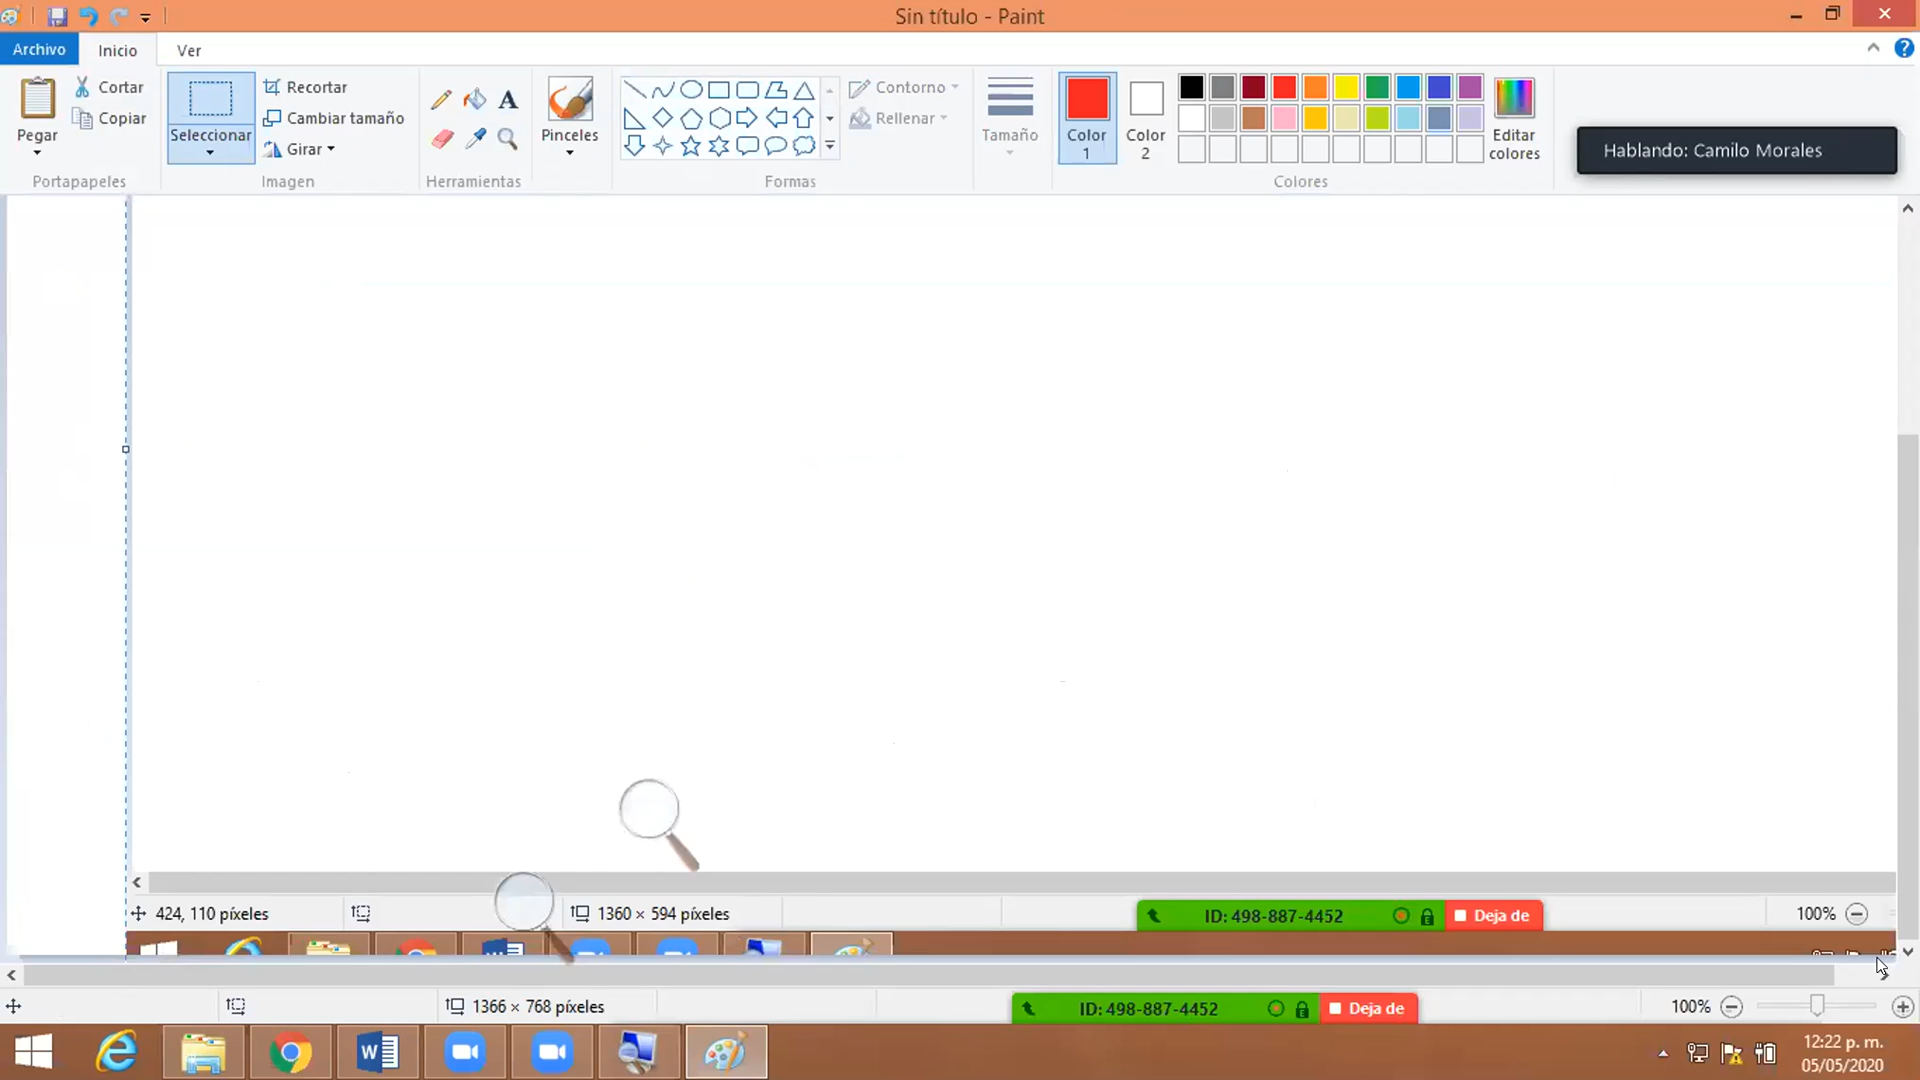 Sin título - Paint
Archivo Inicio Ver
Pegar Cortar Copiar
Portapapeles
Seleccionar Recortar Cambiar tamaño Girar
Imagen
A
Herramientas
Pinceles
Contorno Rellenar
Formas
Tamaño
Color 1
Color 2
Editar colores
Colores
Hablando: Camilo Morales
424, 110 píxeles 1360 × 594 píxeles ID: 498-887-4452 Deja de 100%
1366 × 768 píxeles ID: 498-887-4452 Deja de 100%
12:22 p. m.
05/05/2020